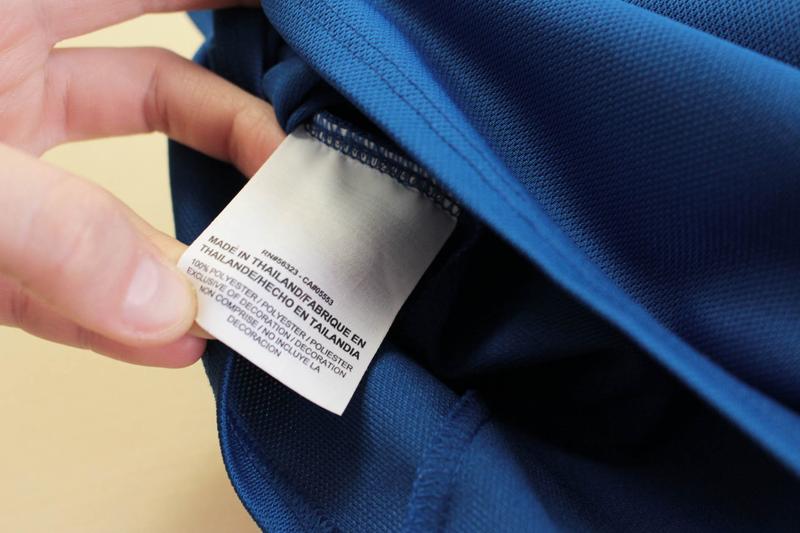 RN#56323 - CA#05553
MADE IN THAILAND/FABRIQUE EN
THAILANDE/HECHO EN TAILANDIA
100% POLYESTER / POLYESTER / POLIESTER
EXCLUSIVE OF DECORATION / DECORATION
NON COMPRISE / NO INCLUYE LA
DECORACION